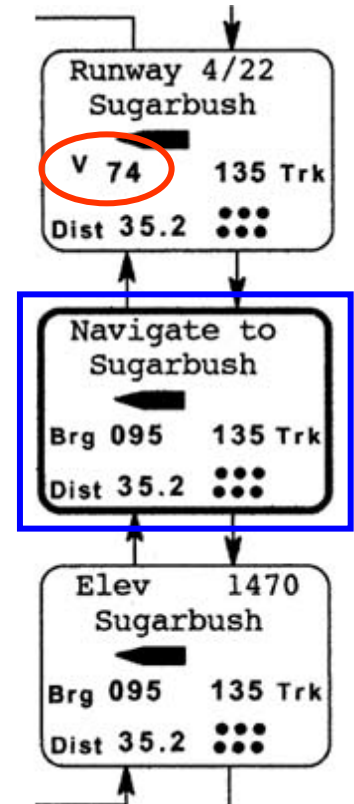 Runway 4/22
Sugarbush
V 74 135 Trk
Dist 35.2
Navigate to
Sugarbush
Brg 095 135 Trk
Dist 35.2
Elev 1470
Sugarbush
Brg 095 135 Trk
Dist 35.2